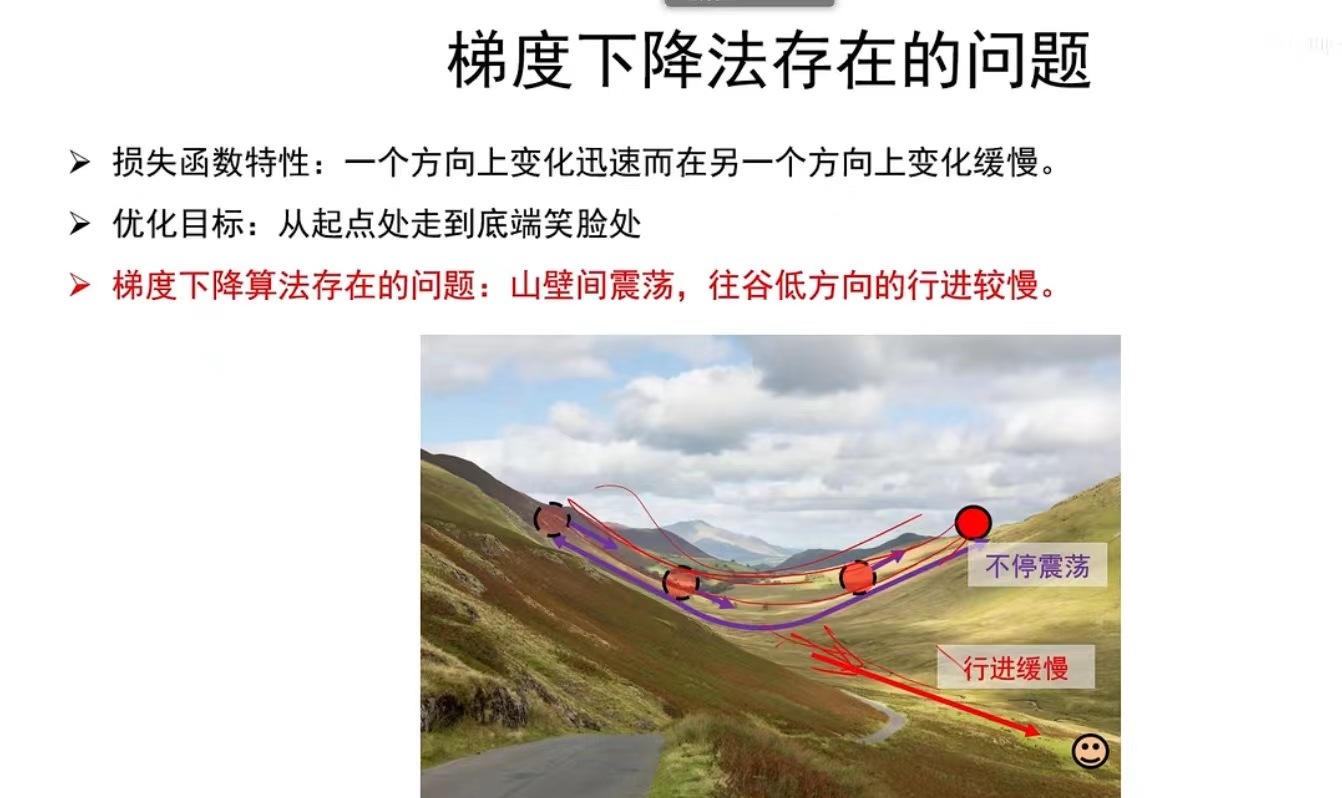 梯度下降法存在的问题
➢ 损失函数特性：一个方向上变化迅速而在另一个方向上变化缓慢。
➢ 优化目标：从起点处走到底端笑脸处
➢ 梯度下降算法存在的问题：山壁间震荡，往谷低方向的行进较慢。
不停震荡
行进缓慢